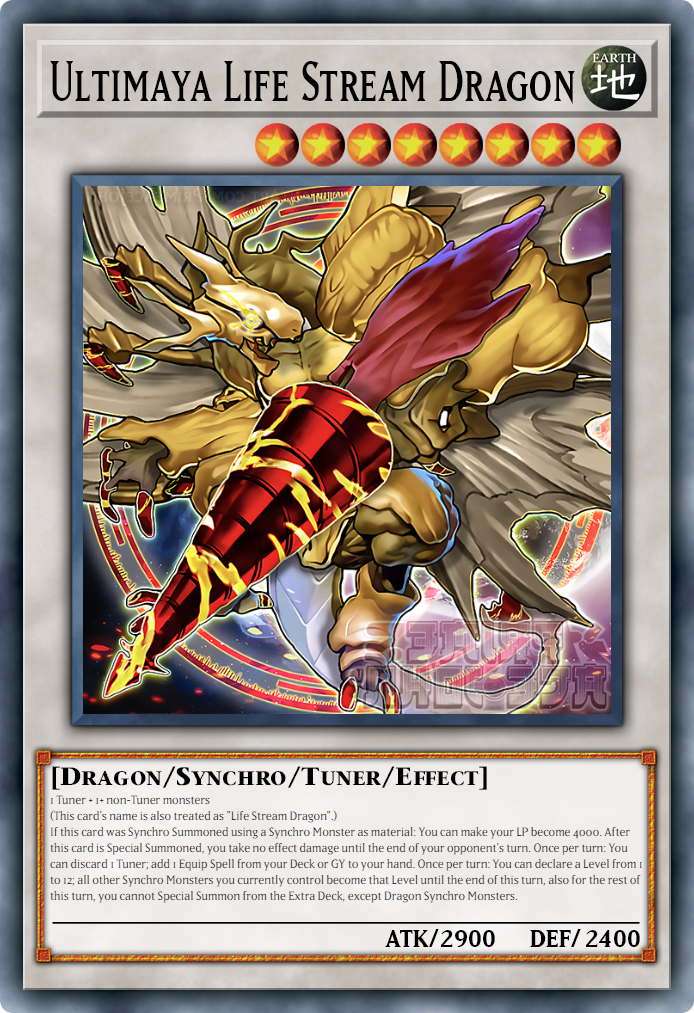 Ultimaya Life Stream Dragon
EARTH
地
[Dragon/Synchro/Tuner/Effect]
1 Tuner + 1+ non-Tuner monsters
(This card's name is also treated as "Life Stream Dragon".)
If this card was Synchro Summoned using a Synchro Monster as material: You can make your LP become 4000. After
this card is Special Summoned, you take no effect damage until the end of your opponent's turn. Once per turn: You
can discard 1 Tuner; add 1 Equip Spell from your Deck or GY to your hand. Once per turn: You can declare a Level from 1
to 12; all other Synchro Monsters you currently control become that Level until the end of this turn, also for the rest of
this turn, you cannot Special Summon from the Extra Deck, except Dragon Synchro Monsters.
ATK/2900 DEF/ 2400